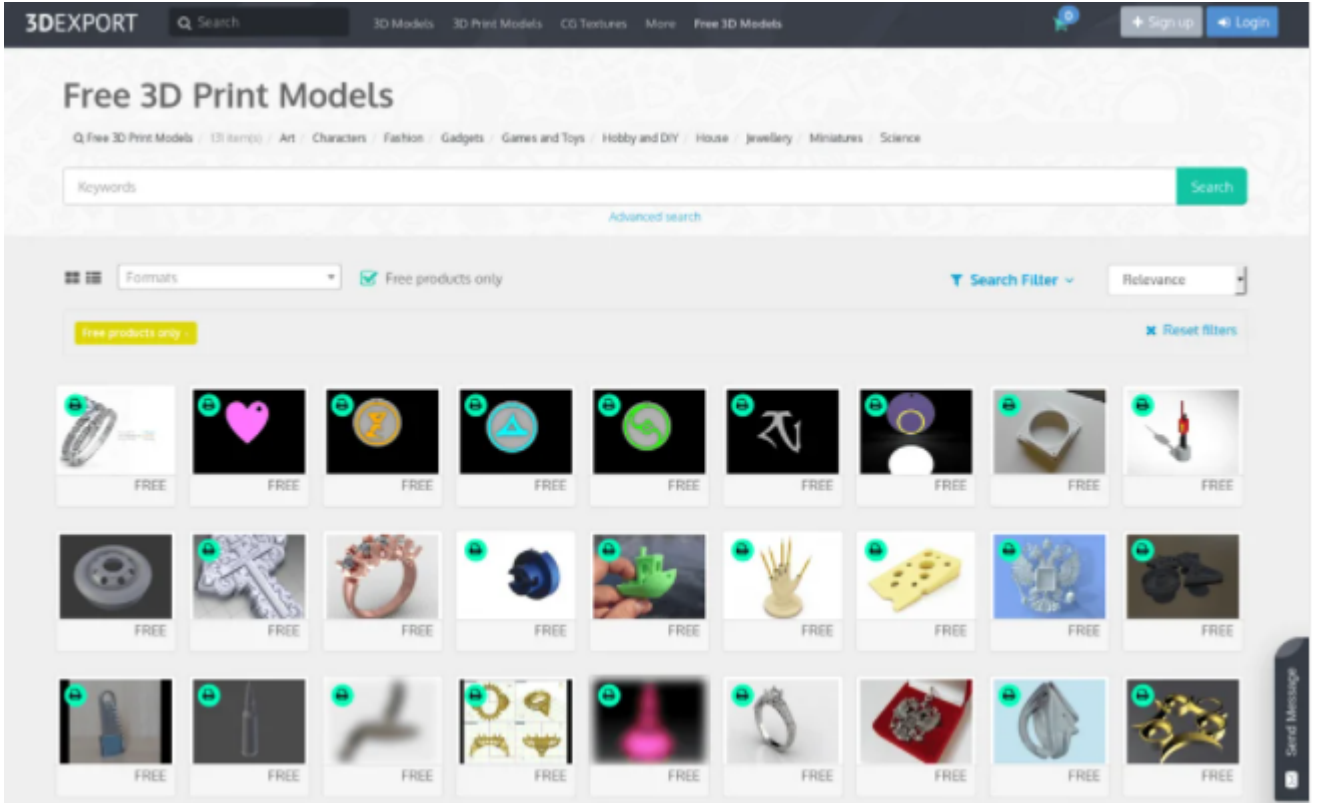 3DEXPORT Search 3D Models 3D Print Models CG Textures More Free 3D Models 0 + Sign up Login
Free 3D Print Models
Free 3D Print Models / 131 item(s) / Art / Characters / Fashion / Gadgets / Games and Toys / Hobby and DIY / House / Jewellery / Miniatures / Science
Keywords Search
Advanced search
Formats Free products only Search Filter Relevance
Free products only Reset filters
FREE FREE FREE FREE FREE FREE FREE FREE FREE
FREE FREE FREE FREE FREE FREE FREE FREE FREE
FREE FREE FREE FREE FREE FREE FREE FREE FREE
Send Message